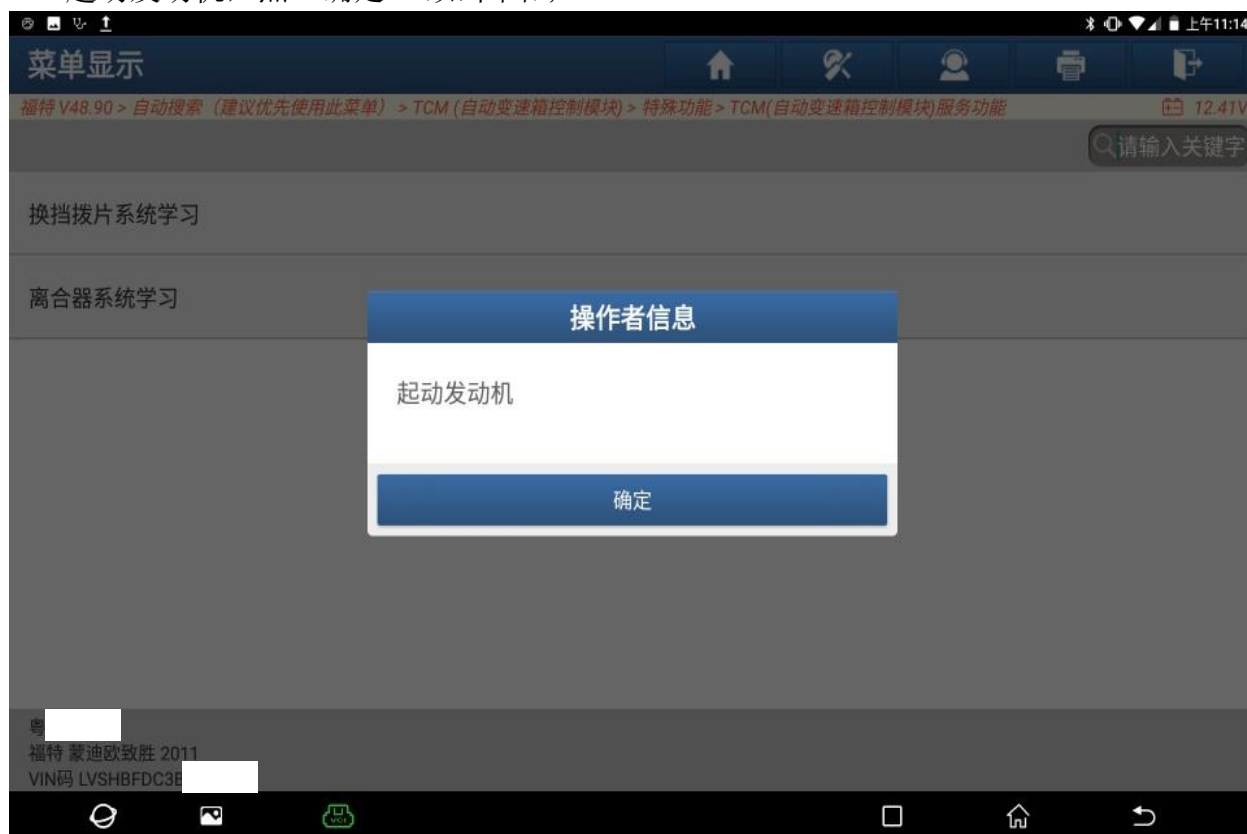 上午11:14
菜单显示
福特 V48.90 > 自动搜索（建议优先使用此菜单）> TCM (自动变速箱控制模块) > 特殊功能 > TCM(自动变速箱控制模块)服务功能 12.41V
请输入关键字
换挡拨片系统学习
离合器系统学习
操作者信息
起动发动机
确定
粤
福特 蒙迪欧致胜 2011
VIN码 LVSHBFDC3
VCI